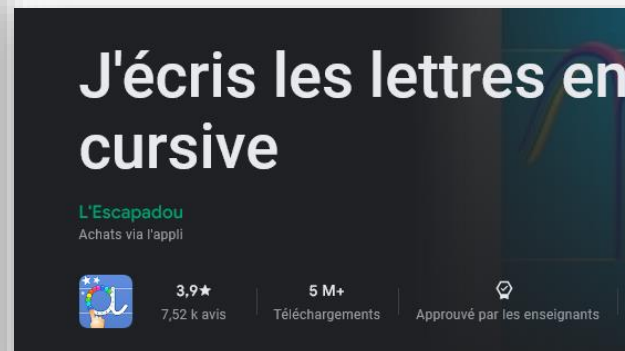 J'écris les lettres en
cursive
L'Escapadou
Achats via l'appli
3,9★
5 M+
7,52 k avis
Téléchargements
Approuvé par les enseignants